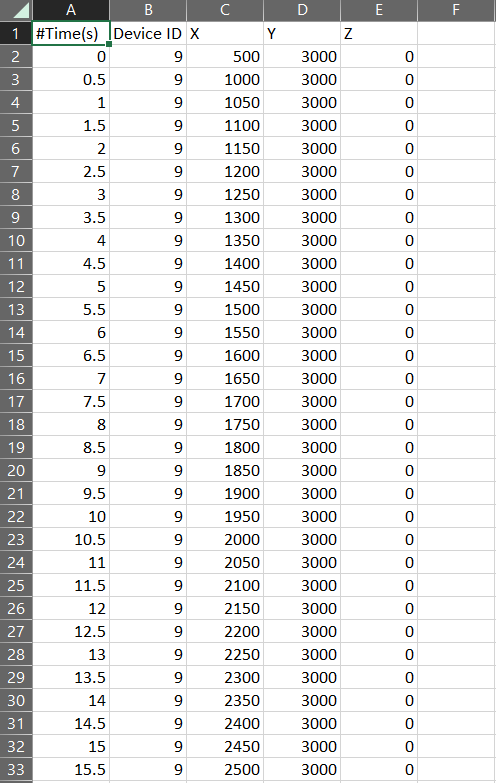 A B C D E F
1 #Time(s) Device ID X Y Z
2 0 9 500 3000 0
3 0.5 9 1000 3000 0
4 1 9 1050 3000 0
5 1.5 9 1100 3000 0
6 2 9 1150 3000 0
7 2.5 9 1200 3000 0
8 3 9 1250 3000 0
9 3.5 9 1300 3000 0
10 4 9 1350 3000 0
11 4.5 9 1400 3000 0
12 5 9 1450 3000 0
13 5.5 9 1500 3000 0
14 6 9 1550 3000 0
15 6.5 9 1600 3000 0
16 7 9 1650 3000 0
17 7.5 9 1700 3000 0
18 8 9 1750 3000 0
19 8.5 9 1800 3000 0
20 9 9 1850 3000 0
21 9.5 9 1900 3000 0
22 10 9 1950 3000 0
23 10.5 9 2000 3000 0
24 11 9 2050 3000 0
25 11.5 9 2100 3000 0
26 12 9 2150 3000 0
27 12.5 9 2200 3000 0
28 13 9 2250 3000 0
29 13.5 9 2300 3000 0
30 14 9 2350 3000 0
31 14.5 9 2400 3000 0
32 15 9 2450 3000 0
33 15.5 9 2500 3000 0